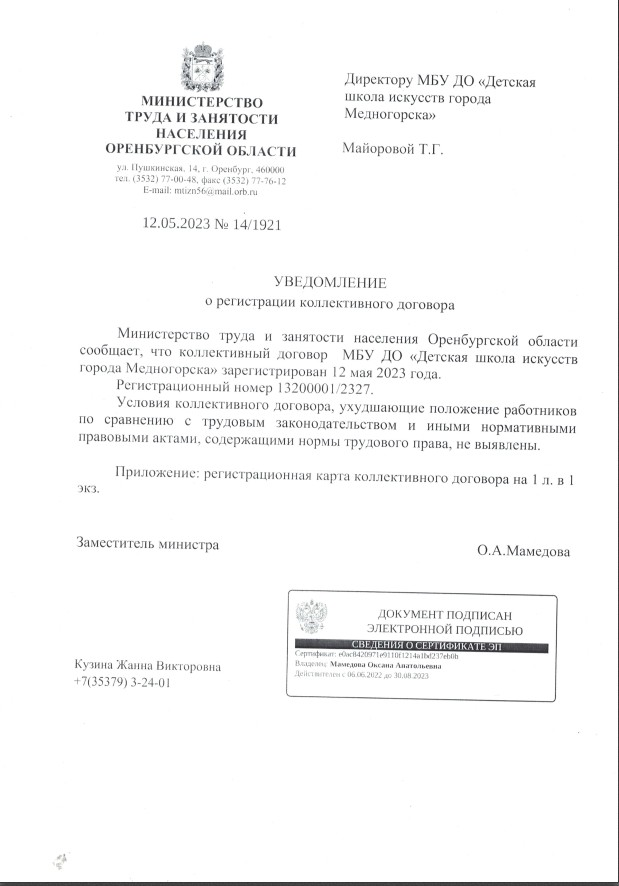 МИНИСТЕРСТВО
ТРУДА И ЗАНЯТОСТИ
НАСЕЛЕНИЯ
ОРЕНБУРГСКОЙ ОБЛАСТИ
ул. Пушкинская, 14, г. Оренбург, 460000
тел. (3532) 77-00-48, факс (3532) 77-76-12
E-mail: mtizn56@mail.orb.ru
12.05.2023 № 14/1921
Директору МБУ ДО «Детская
школа искусств города
Медногорска»
Майоровой Т.Г.
УВЕДОМЛЕНИЕ
о регистрации коллективного договора
Министерство труда и занятости населения Оренбургской области
сообщает, что коллективный договор МБУ ДО «Детская школа искусств
города Медногорска» зарегистрирован 12 мая 2023 года.
Регистрационный номер 13200001/2327.
Условия коллективного договора, ухудшающие положение работников
по сравнению с трудовым законодательством и иными нормативными
правовыми актами, содержащими нормы трудового права, не выявлены.
Приложение: регистрационная карта коллективного договора на 1 л. в 1
экз.
Заместитель министра
О.А.Мамедова
ДОКУМЕНТ ПОДПИСАН
ЭЛЕКТРОННОЙ ПОДПИСЬЮ
СВЕДЕНИЯ О СЕРТИФИКАТЕ ЭП
Сертификат:
Владелец: Мамедова Оксана Анатольевна
Действителен с 06.06.2022 до 30.08.2023
Кузина Жанна Викторовна
+7(35379) 3-24-01